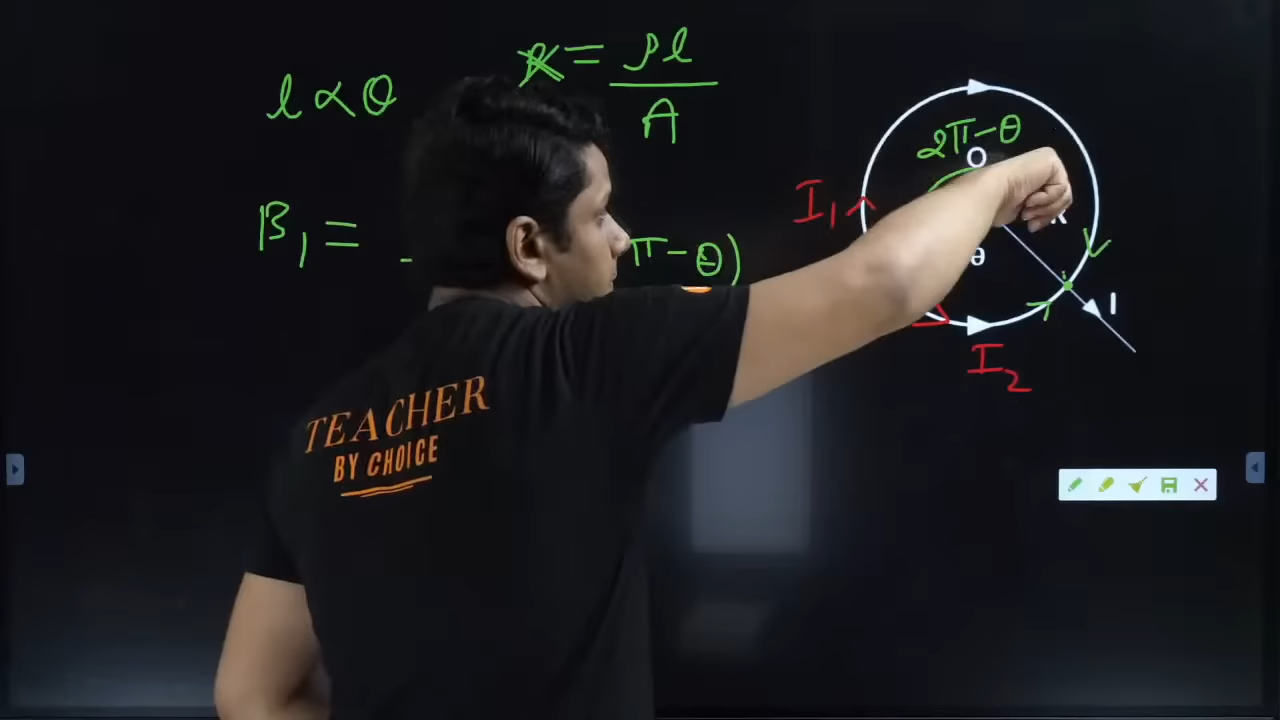 l ∝ θ
R = ρl / A
B₁ =
π-θ)
2π-θ
O
I₁
θ
I
I₂
TEACHER
BY CHOICE